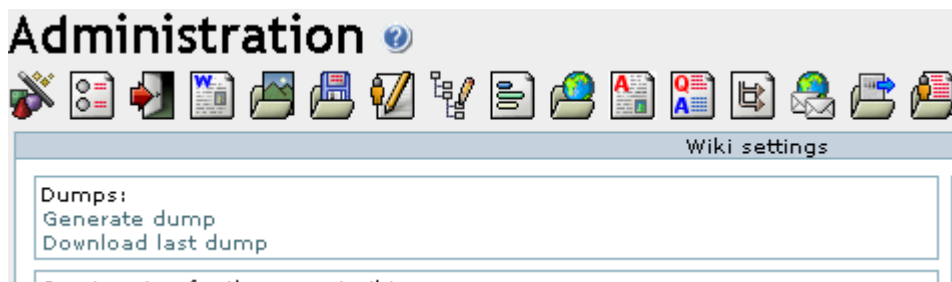 Administration
Wiki settings
Dumps:
Generate dump
Download last dump